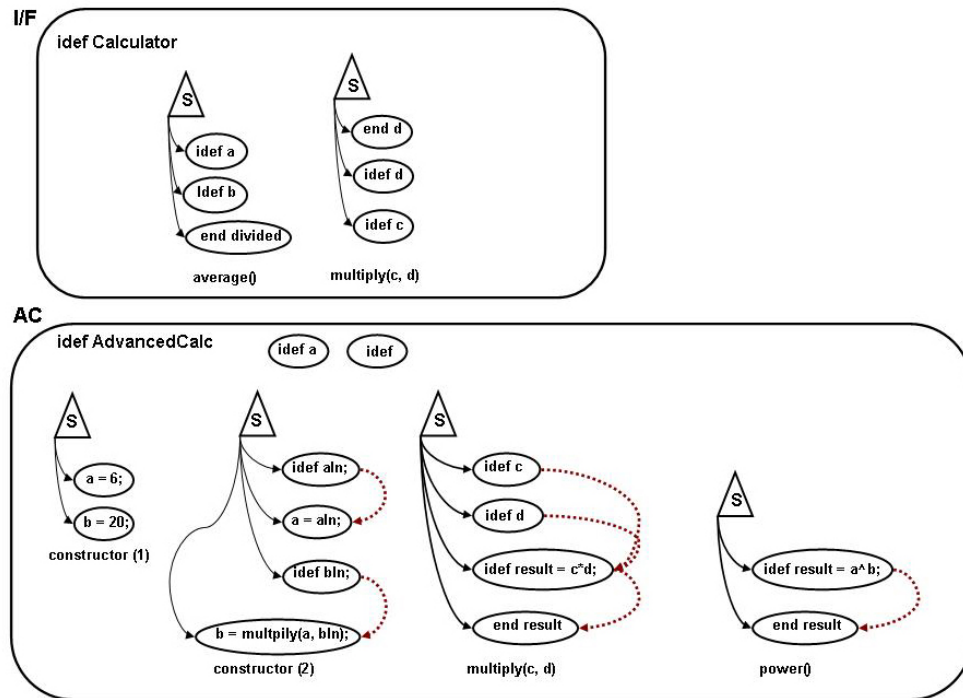 I/F
idef Calculator
S
S
end d
idef a
idef d
Idef b
idef c
end divided
average()
multiply(c, d)
AC
idef AdvancedCalc
idef a
idef
S
S
S
idef aIn;
idef c
a = 6;
S
a = aIn;
idef d
b = 20;
constructor (1)
idef bIn;
idef result = c*d;
idef result = a^b;
b = multpily(a, bIn);
end result
end result
constructor (2)
multiply(c, d)
power()